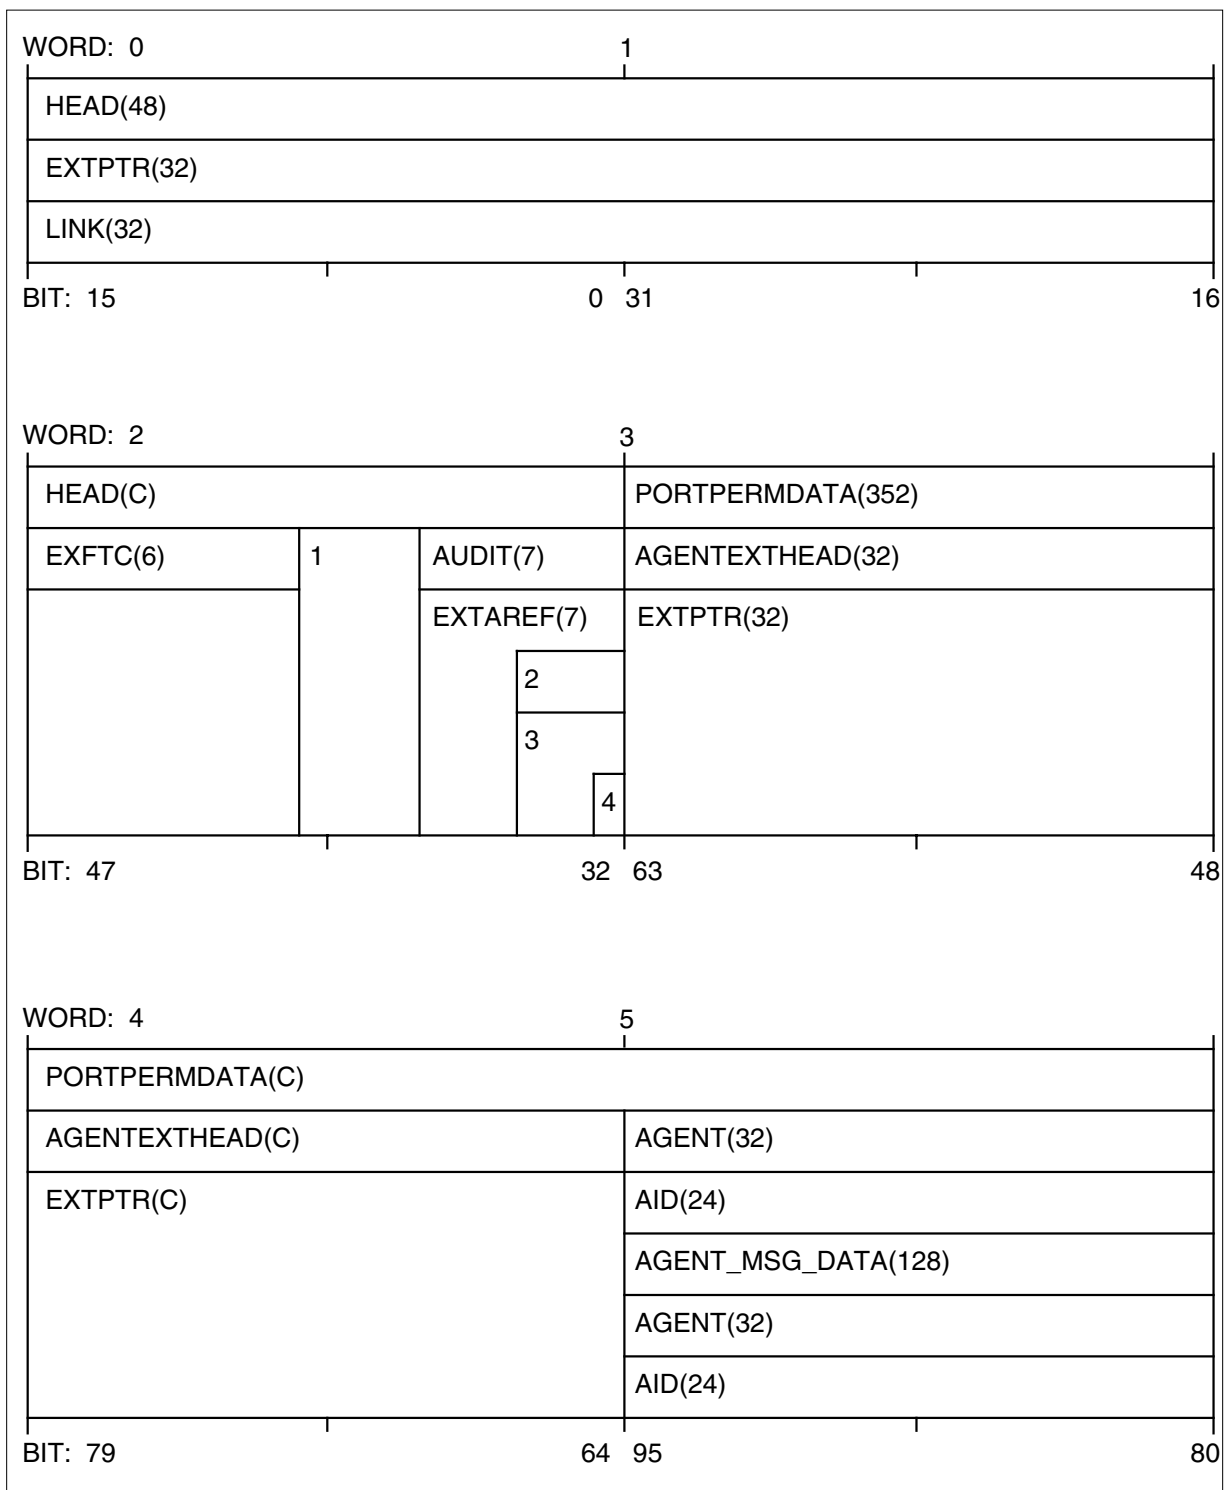 WORD: 0 1
HEAD(48)
EXTPTR(32)
LINK(32)
BIT: 15 0 31 16
WORD: 2 3
HEAD(C) PORTPERMDATA(352)
EXFTC(6) 1 AUDIT(7) AGENTEXTHEAD(32)
EXTAREF(7) EXTPTR(32)
2
3
4
BIT: 47 32 63 48
WORD: 4 5
PORTPERMDATA(C)
AGENTEXTHEAD(C) AGENT(32)
EXTPTR(C) AID(24)
AGENT_MSG_DATA(128)
AGENT(32)
AID(24)
BIT: 79 64 95 80